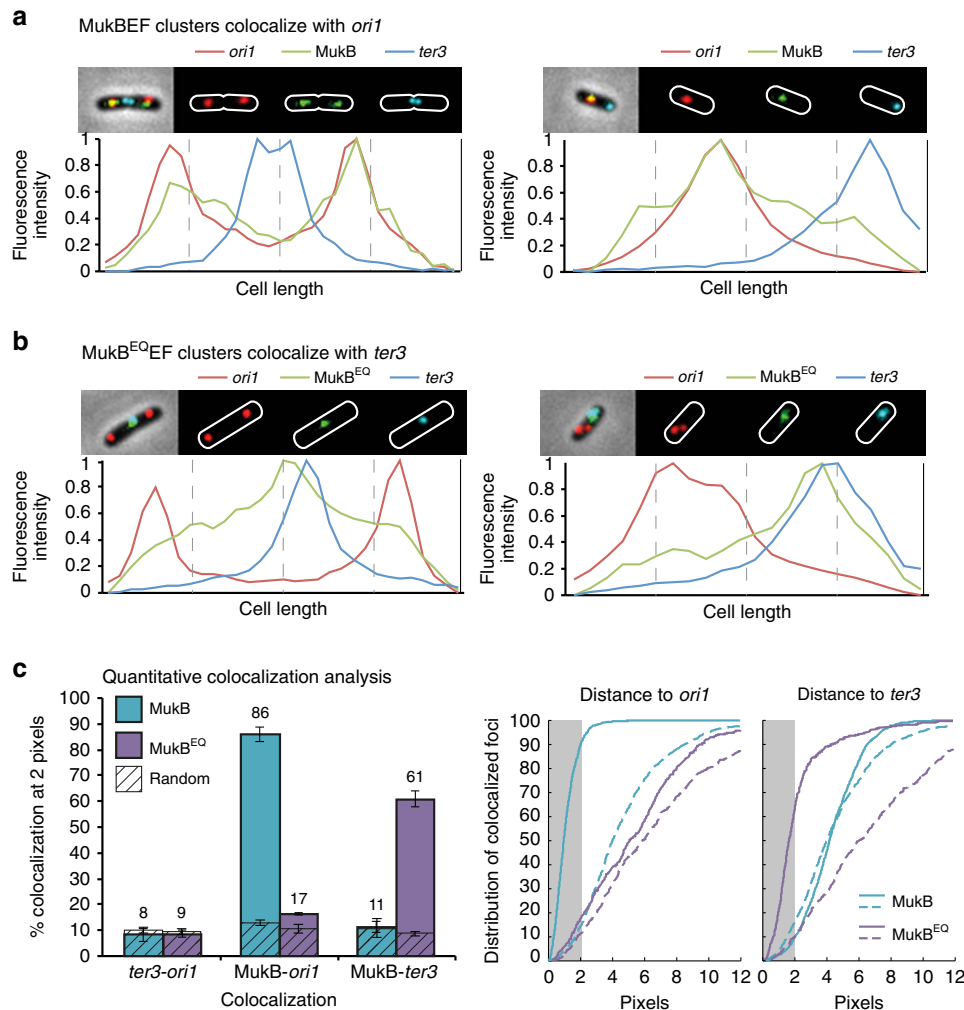 a
MukBEF clusters colocalize with ori1
ori1 MukB ter3
ori1 MukB ter3
Fluorescence intensity
1
0.8
0.6
0.4
0.2
0
Cell length
Fluorescence intensity
1
0.8
0.6
0.4
0.2
0
Cell length
b
MukB^EQEF clusters colocalize with ter3
ori1 MukB^EQ ter3
ori1 MukB^EQ ter3
Fluorescence intensity
1
0.8
0.6
0.4
0.2
0
Cell length
Fluorescence intensity
1
0.8
0.6
0.4
0.2
0
Cell length
c
Quantitative colocalization analysis
% colocalization at 2 pixels
100
90
80
70
60
50
40
30
20
10
0
MukB
MukB^EQ
Random
8 9 86 17 11 61
ter3-ori1 MukB-ori1 MukB-ter3
Colocalization
Distance to ori1
Distribution of colocalized foci
100
90
80
70
60
50
40
30
20
10
0
0 2 4 6 8 10 12
Pixels
Distance to ter3
MukB
MukB^EQ
0 2 4 6 8 10 12
Pixels